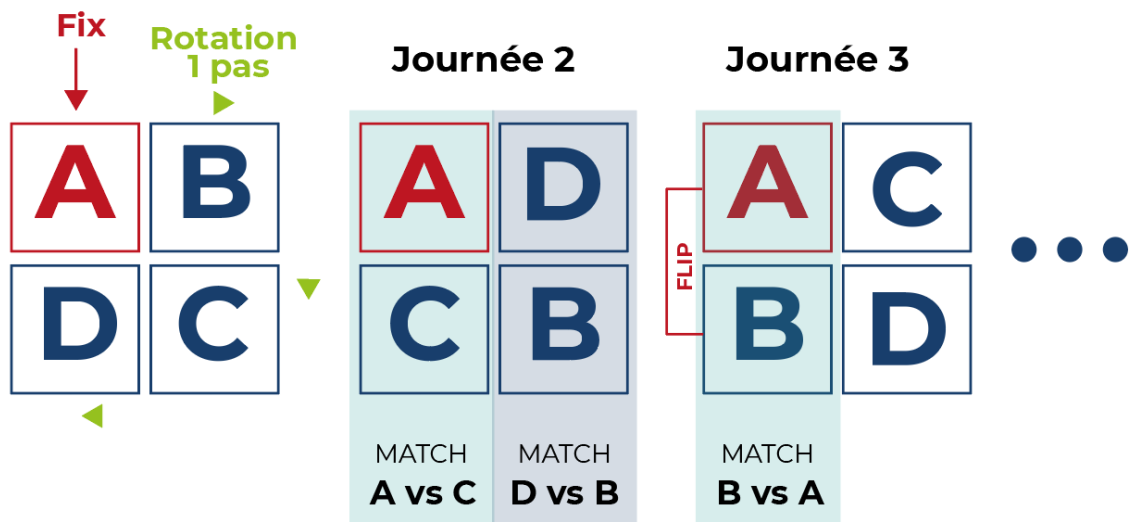 Fix
Rotation
1 pas
A B
D C
Journée 2
A D
C B
MATCH MATCH
A vs C D vs B
Journée 3
FLIP
A C
B D
MATCH
B vs A